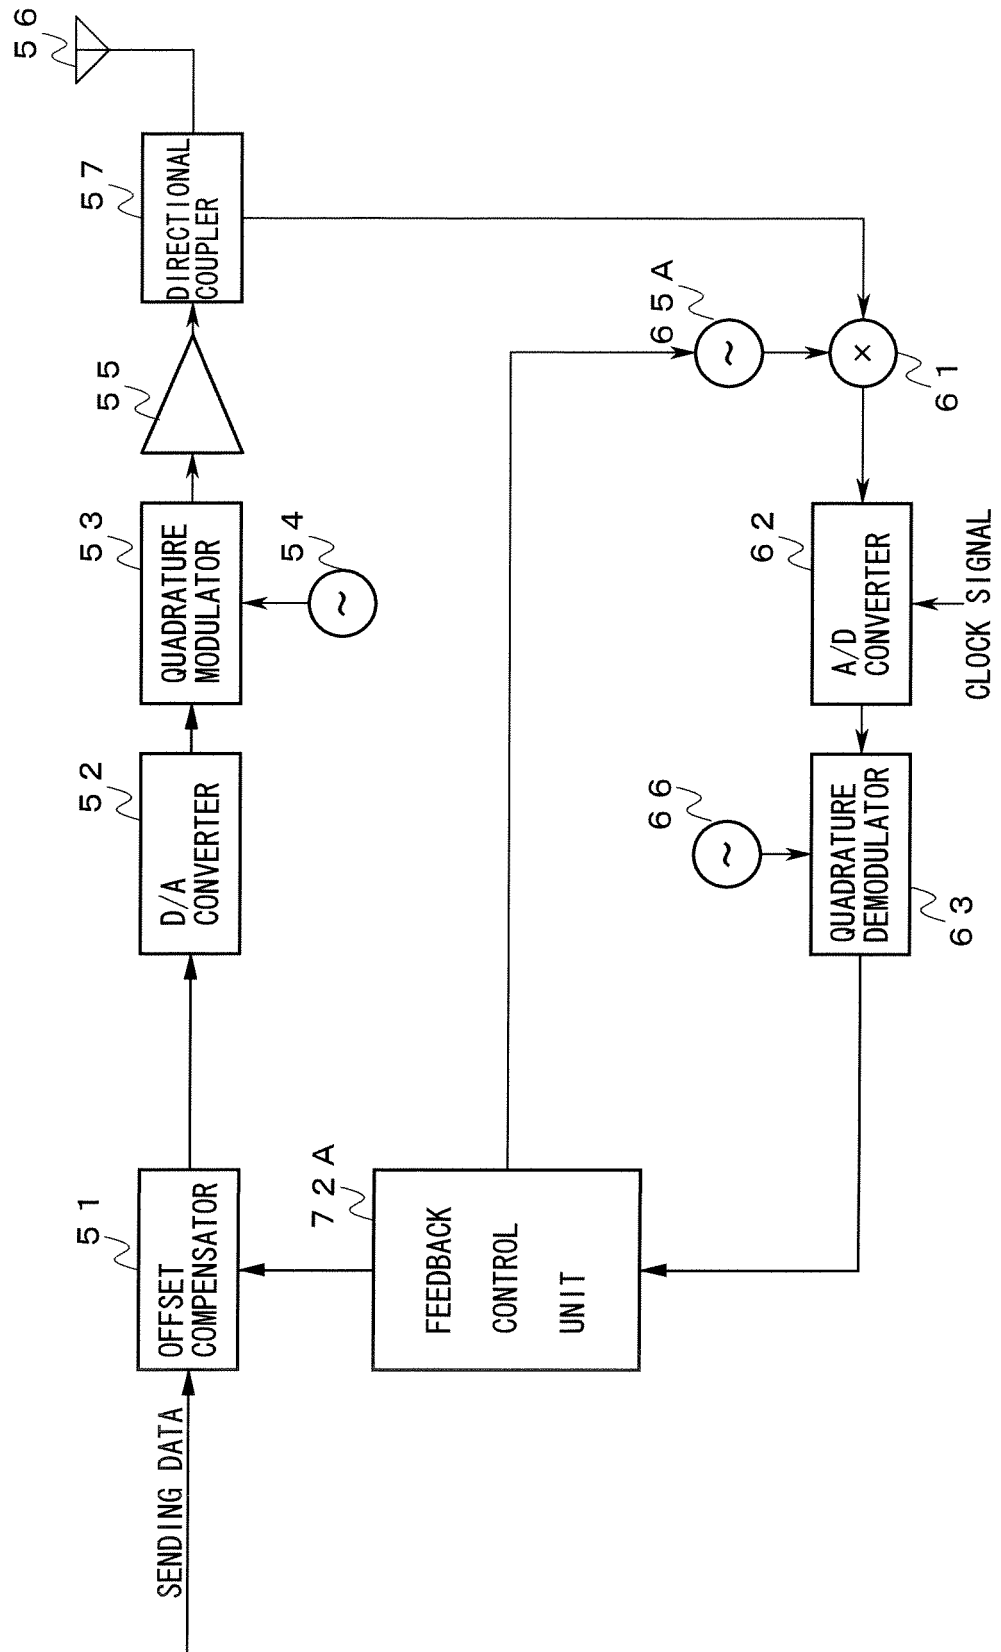 56
57
DIRECTIONAL
COUPLER
55
53
QUADRATURE
MODULATOR
54
52
D/A
CONVERTER
51
OFFSET
COMPENSATOR
SENDING DATA
72A
FEEDBACK
CONTROL
UNIT
65A
61
62
A/D
CONVERTER
CLOCK SIGNAL
66
QUADRATURE
DEMODULATOR
63